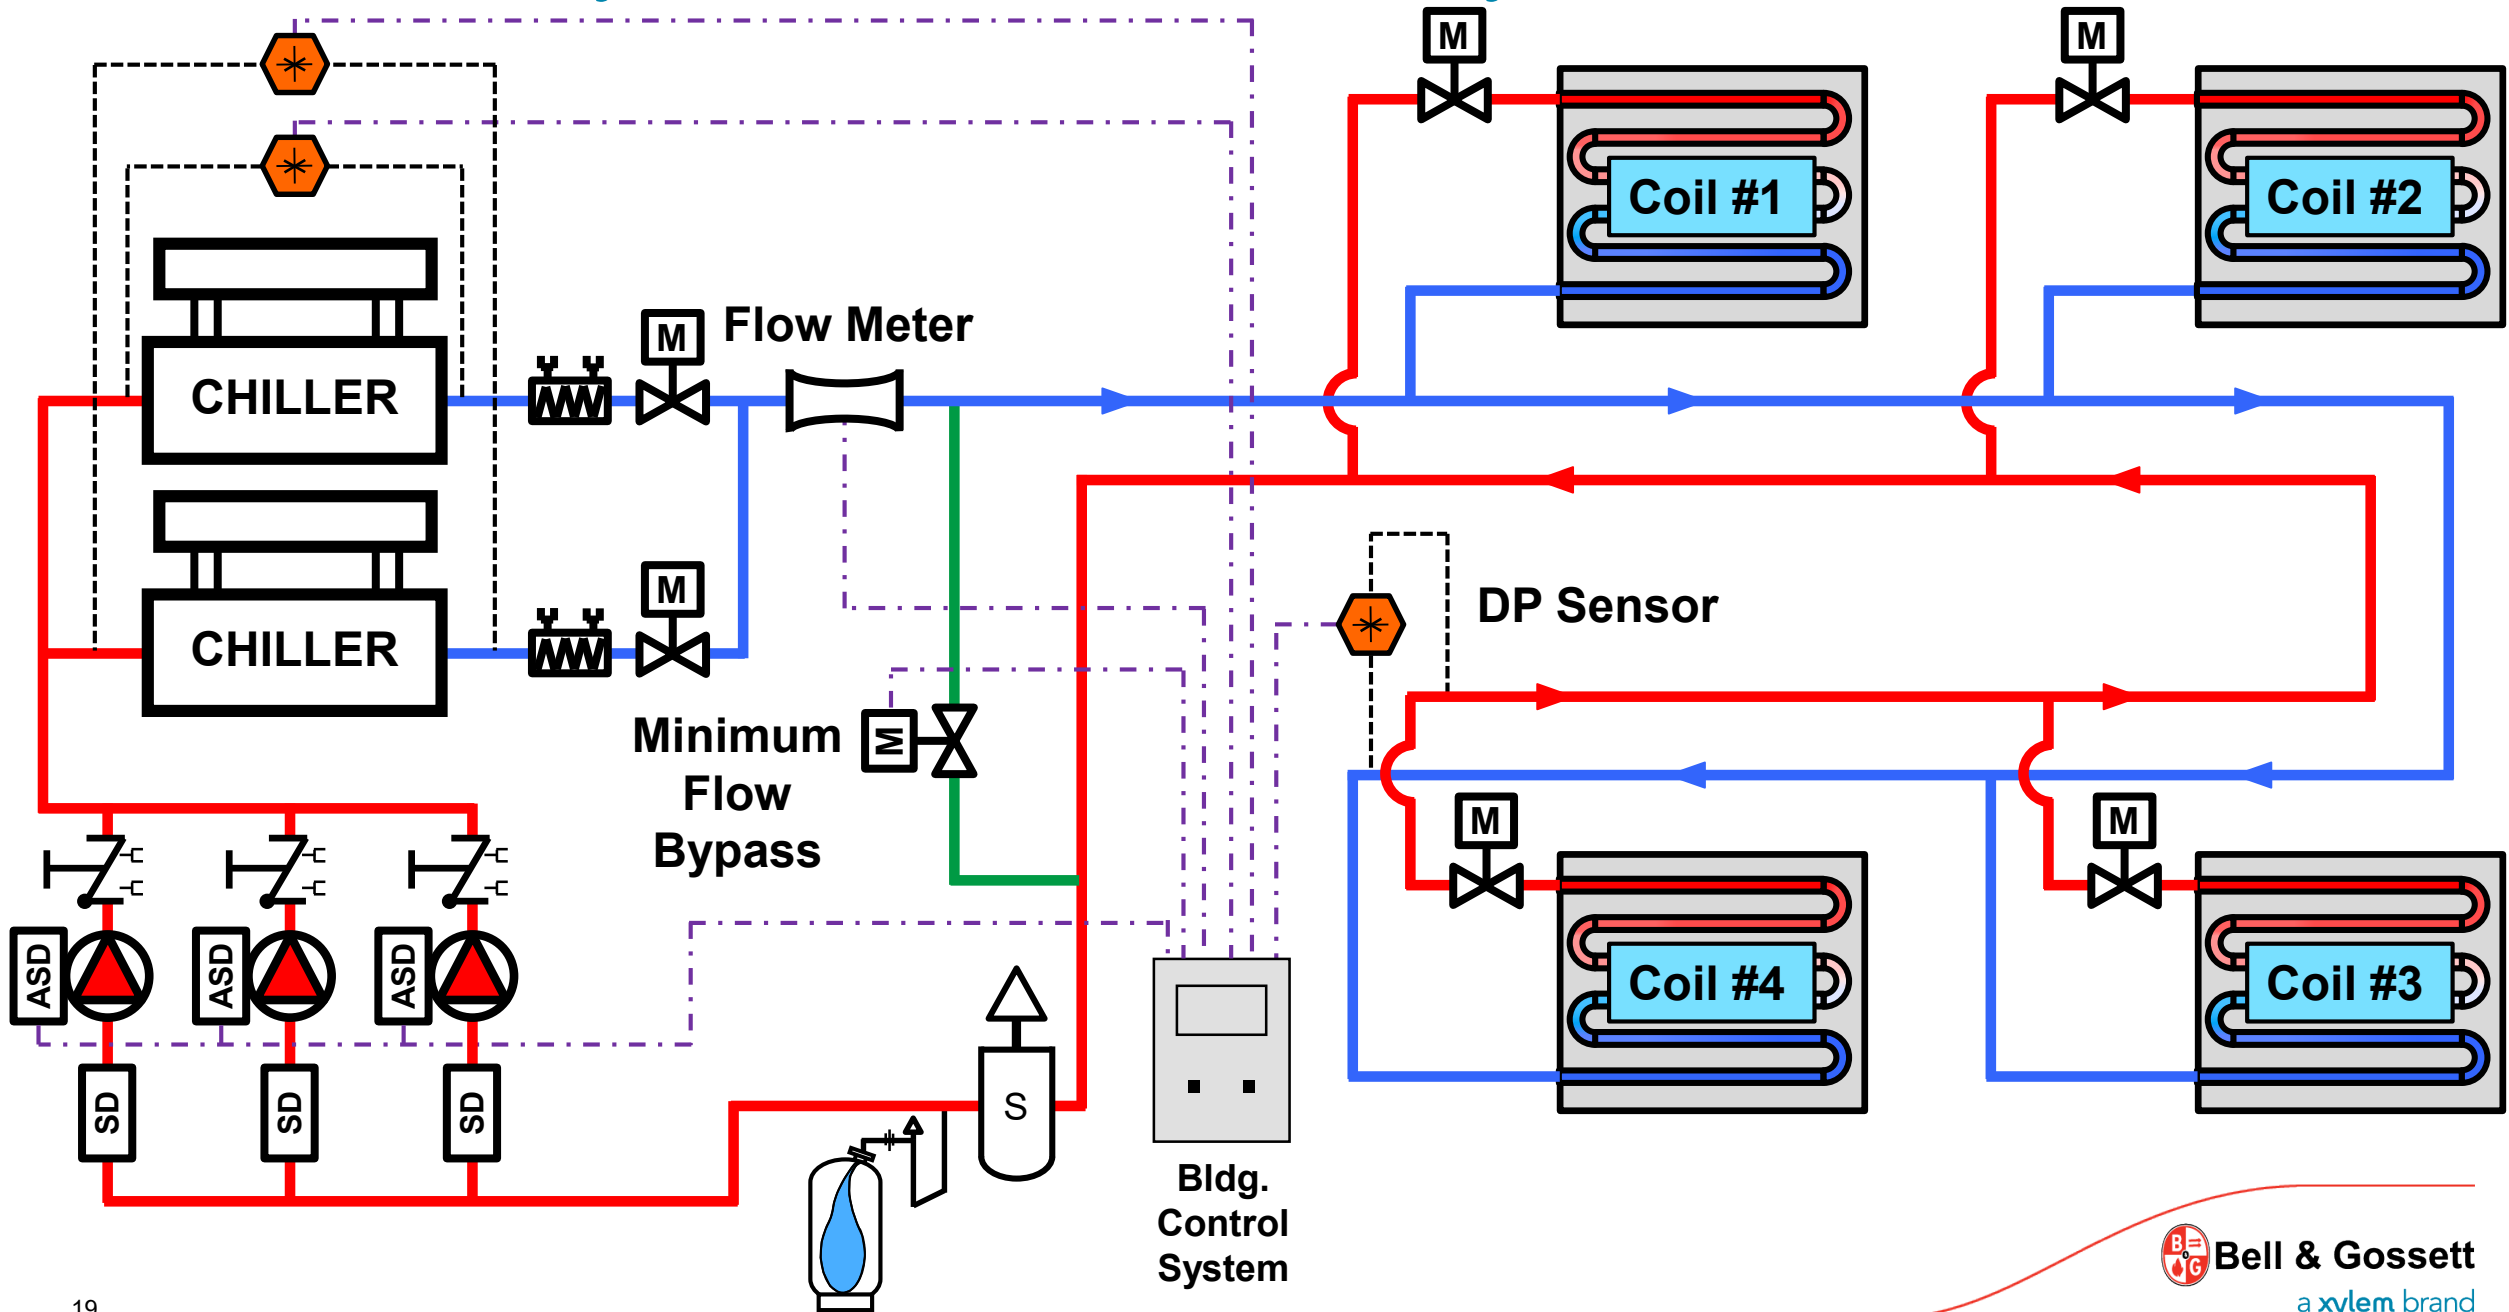 M
M
Coil #1
Coil #2
Flow Meter
M
CHILLER
M
CHILLER
DP Sensor
Minimum
Flow
Bypass
M
M
M
ASD
ASD
ASD
Coil #4
Coil #3
SD
SD
SD
S
Bldg.
Control
System
B
G
Bell & Gossett
a xylem brand
19